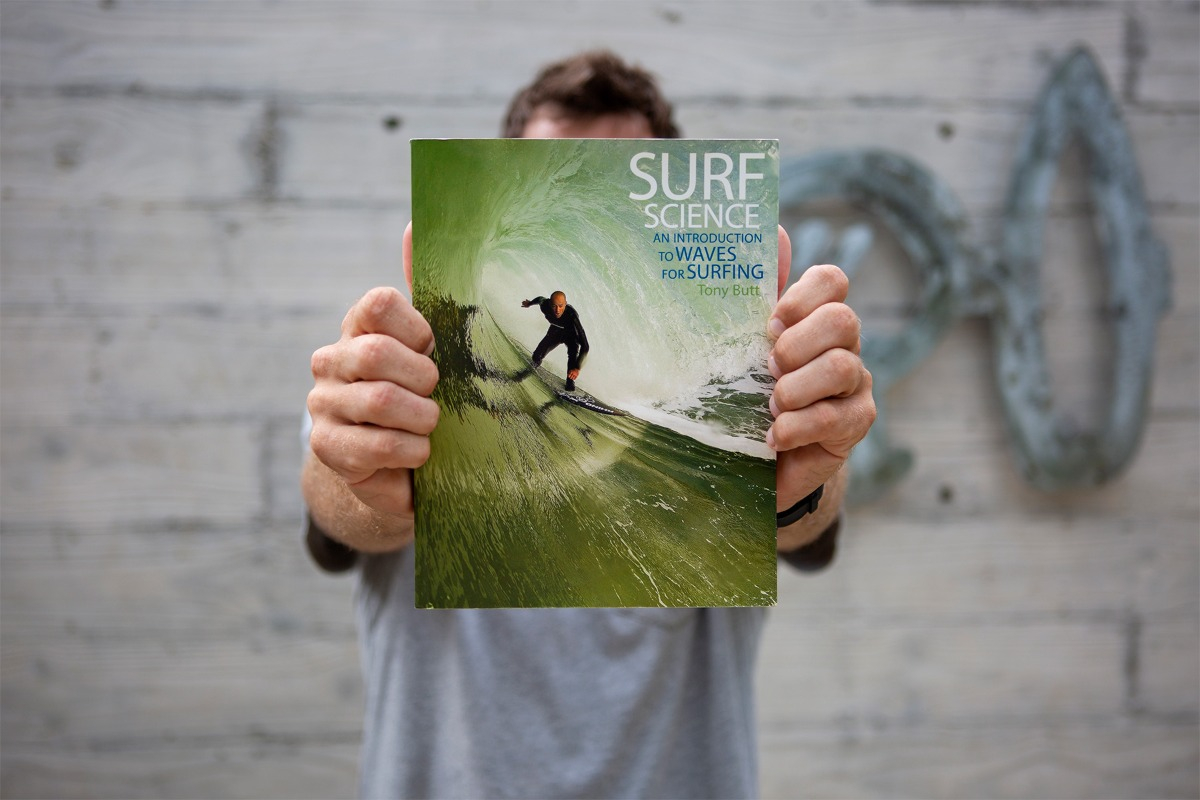 SURF
SCIENCE
AN INTRODUCTION
TO WAVES
FOR SURFING
Tony Butt